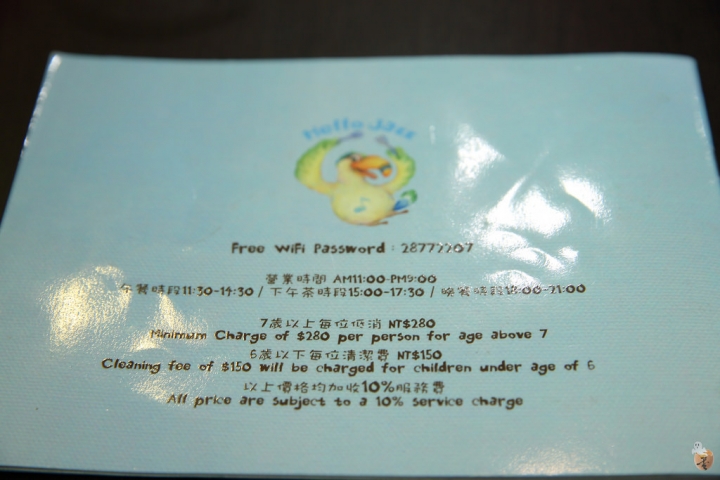 Hello Jazz
Free WiFi Password : 28772207
營業時間 AM11:00-PM9:00
午餐時段11:30-14:30 / 下午茶時段15:00-17:30 / 晚餐時段18:00-21:00
7歲以上每位低消 NT$280
Minimum Charge of $280 per person for age above 7
6歲以下每位清潔費 NT$150
Cleaning fee of $150 will be charged for children under age of 6
以上價格均加收10%服務費
All price are subject to a 10% service charge